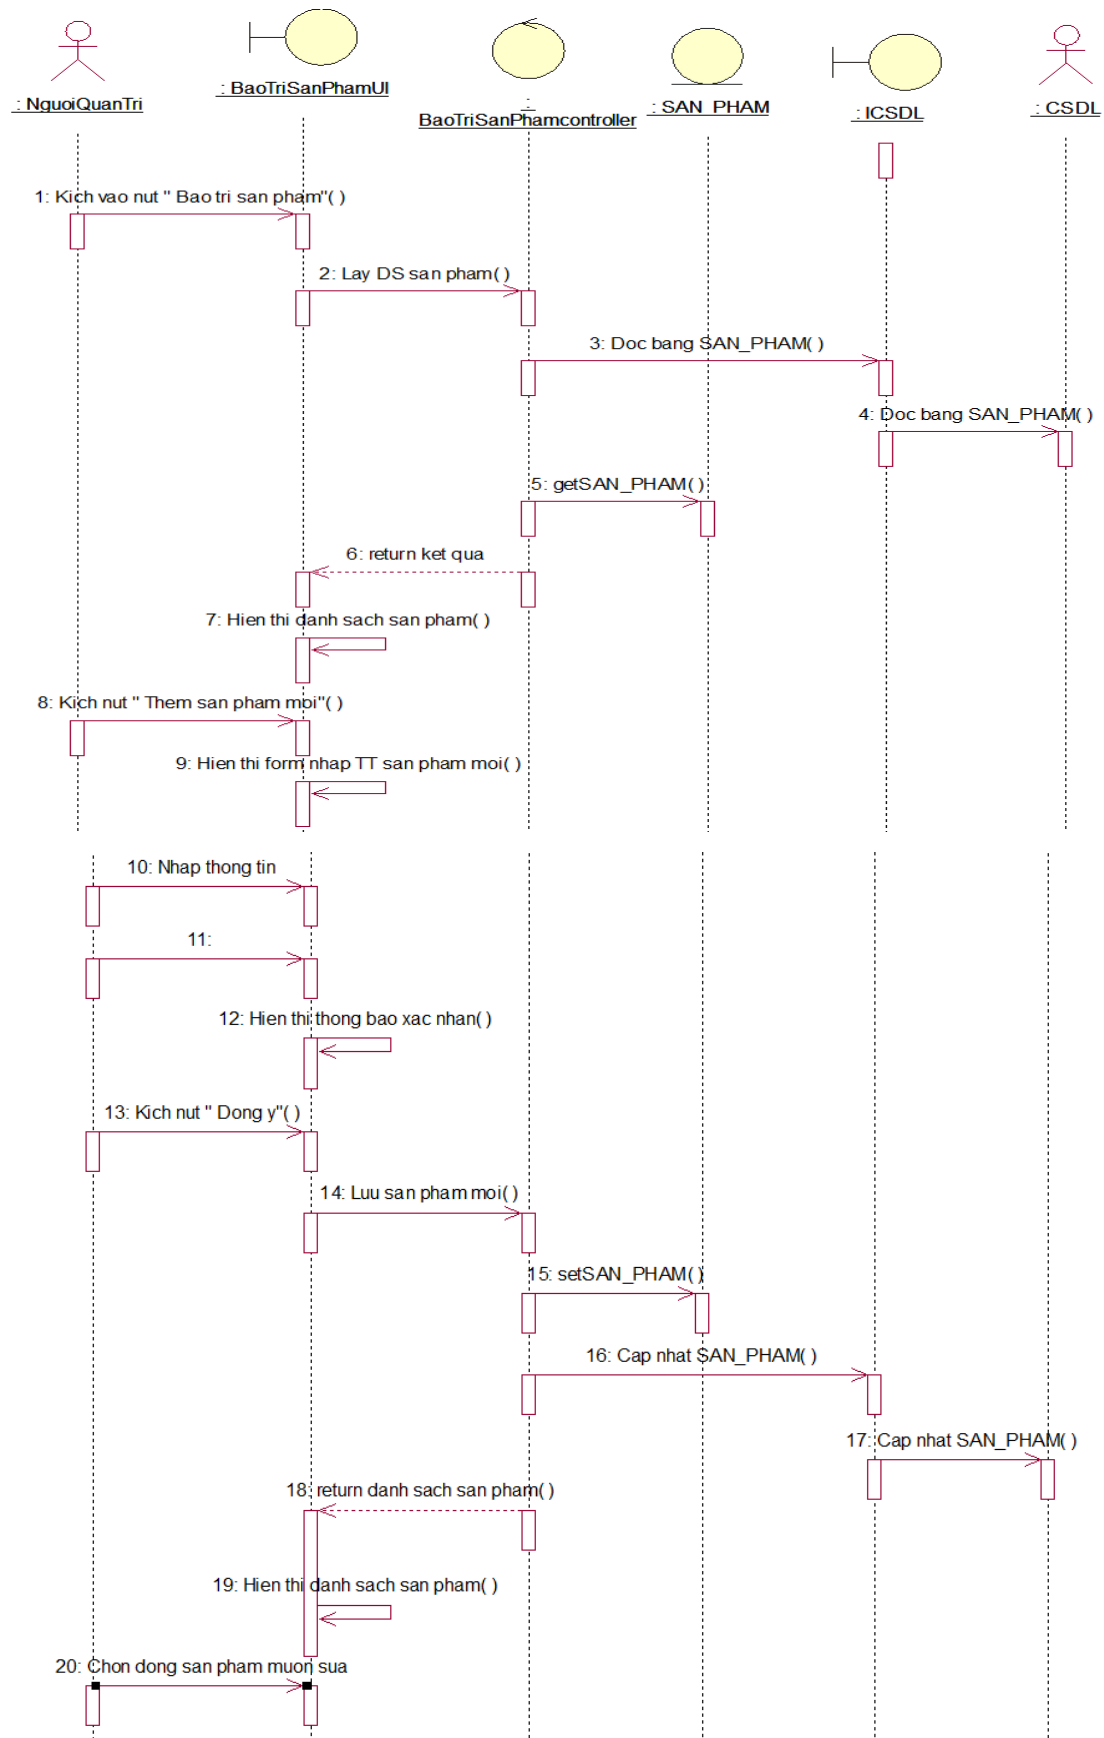 : NguoiQuanTri
: BaoTriSanPhamUI
:
BaoTriSanPhamcontroller
: SAN_PHAM
: ICSDL
: CSDL
1: Kich vao nut " Bao tri san pham"( )
2: Lay DS san pham( )
3: Doc bang SAN_PHAM( )
4: Doc bang SAN_PHAM( )
5: getSAN_PHAM( )
6: return ket qua
7: Hien thi danh sach san pham( )
8: Kich nut " Them san pham moi"( )
9: Hien thi form nhap TT san pham moi( )
10: Nhap thong tin
11:
12: Hien thi thong bao xac nhan( )
13: Kich nut " Dong y"( )
14: Luu san pham moi( )
15: setSAN_PHAM( )
16: Cap nhat SAN_PHAM( )
17: Cap nhat SAN_PHAM( )
18: return danh sach san pham( )
19: Hien thi danh sach san pham( )
20: Chon dong san pham muon sua